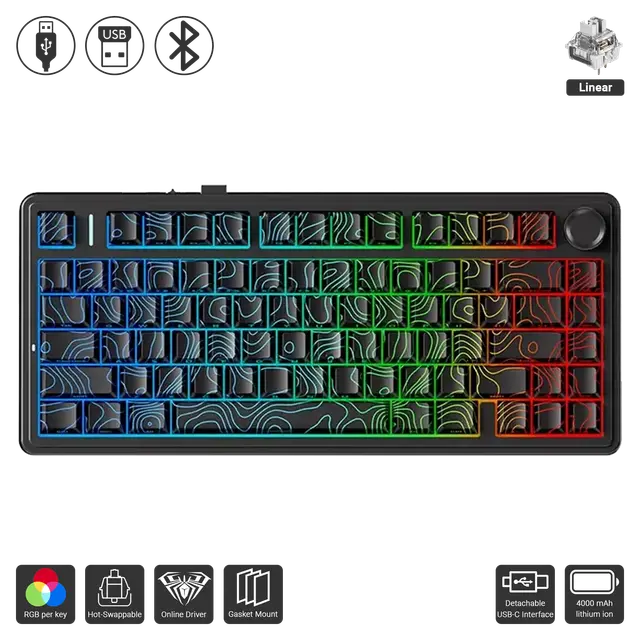 USB
Linear
RGB per key
Hot-Swappable
Online Driver
Gasket Mount
Detachable
USB-C Interface
4000 mAh
lithium ion